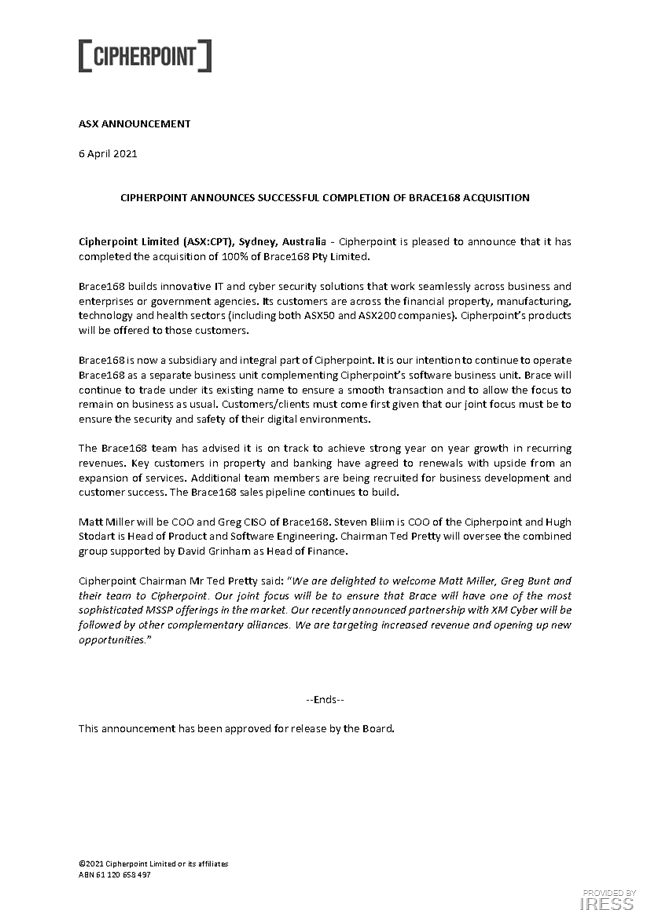 [CIPHERPOINT]
ASX ANNOUNCEMENT
6 April 2021
CIPHERPOINT ANNOUNCES SUCCESSFUL COMPLETION OF BRACE168 ACQUISITION
Cipherpoint Limited (ASX:CPT), Sydney, Australia - Cipherpoint is pleased to announce that it has
completed the acquisition of 100% of Brace168 Pty Limited.
Brace168 builds innovative IT and cyber security solutions that work seamlessly across business and
enterprises or government agencies. Its customers are across the financial property, manufacturing,
technology and health sectors (including both ASX50 and ASX200 companies). Cipherpoint's products
will be offered to those customers.
Brace168 is now a subsidiary and integral part of Cipherpoint. It is our intention to continue to operate
Brace168 as a separate business unit complementing Cipherpoint's software business unit. Brace will
continue to trade under its existing name to ensure a smooth transaction and to allow the focus to
remain on business as usual. Customers/clients must come first given that our joint focus must be to
ensure the security and safety of their digital environments.
The Brace168 team has advised it is on track to achieve strong year on year growth in recurring
revenues. Key customers in property and banking have agreed to renewals with upside from an
expansion of services. Additional team members are being recruited for business development and
customer success. The Brace168 sales pipeline continues to build.
Matt Miller will be COO and Greg CISO of Brace168. Steven Bliim is COO of the Cipherpoint and Hugh
Stodart is Head of Product and Software Engineering. Chairman Ted Pretty will oversee the combined
group supported by David Grinham as Head of Finance.
Cipherpoint Chairman Mr Ted Pretty said: "We are delighted to welcome Matt Miller, Greg Bunt and
their team to Cipherpoint. Our joint focus will be to ensure that Brace will have one of the most
sophisticated MSSP offerings in the market. Our recently announced partnership with XM Cyber will be
followed by other complementary alliances. We are targeting increased revenue and opening up new
opportunities."
--Ends--
This announcement has been approved for release by the Board.
©2021 Cipherpoint Limited or its affiliates
ABN 61 120 658 497
PROVIDED BY
IRESS